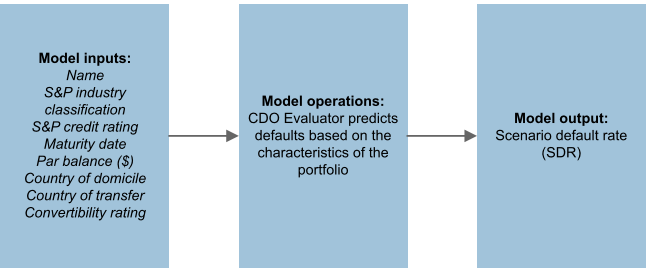 Model inputs:
Name
S&P industry
classification
S&P credit rating
Maturity date
Par balance ($)
Country of domicile
Country of transfer
Convertibility rating
Model operations:
CDO Evaluator predicts
defaults based on the
characteristics of the
portfolio
Model output:
Scenario default rate
(SDR)